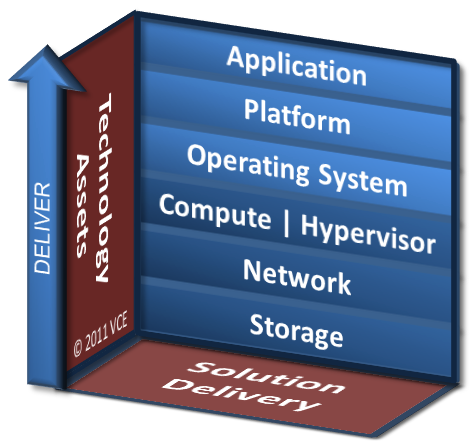 Application
Platform
Operating System
Compute | Hypervisor
Network
Storage
Technology
Assets
© 2011 VCE
DELIVER
Solution
Delivery